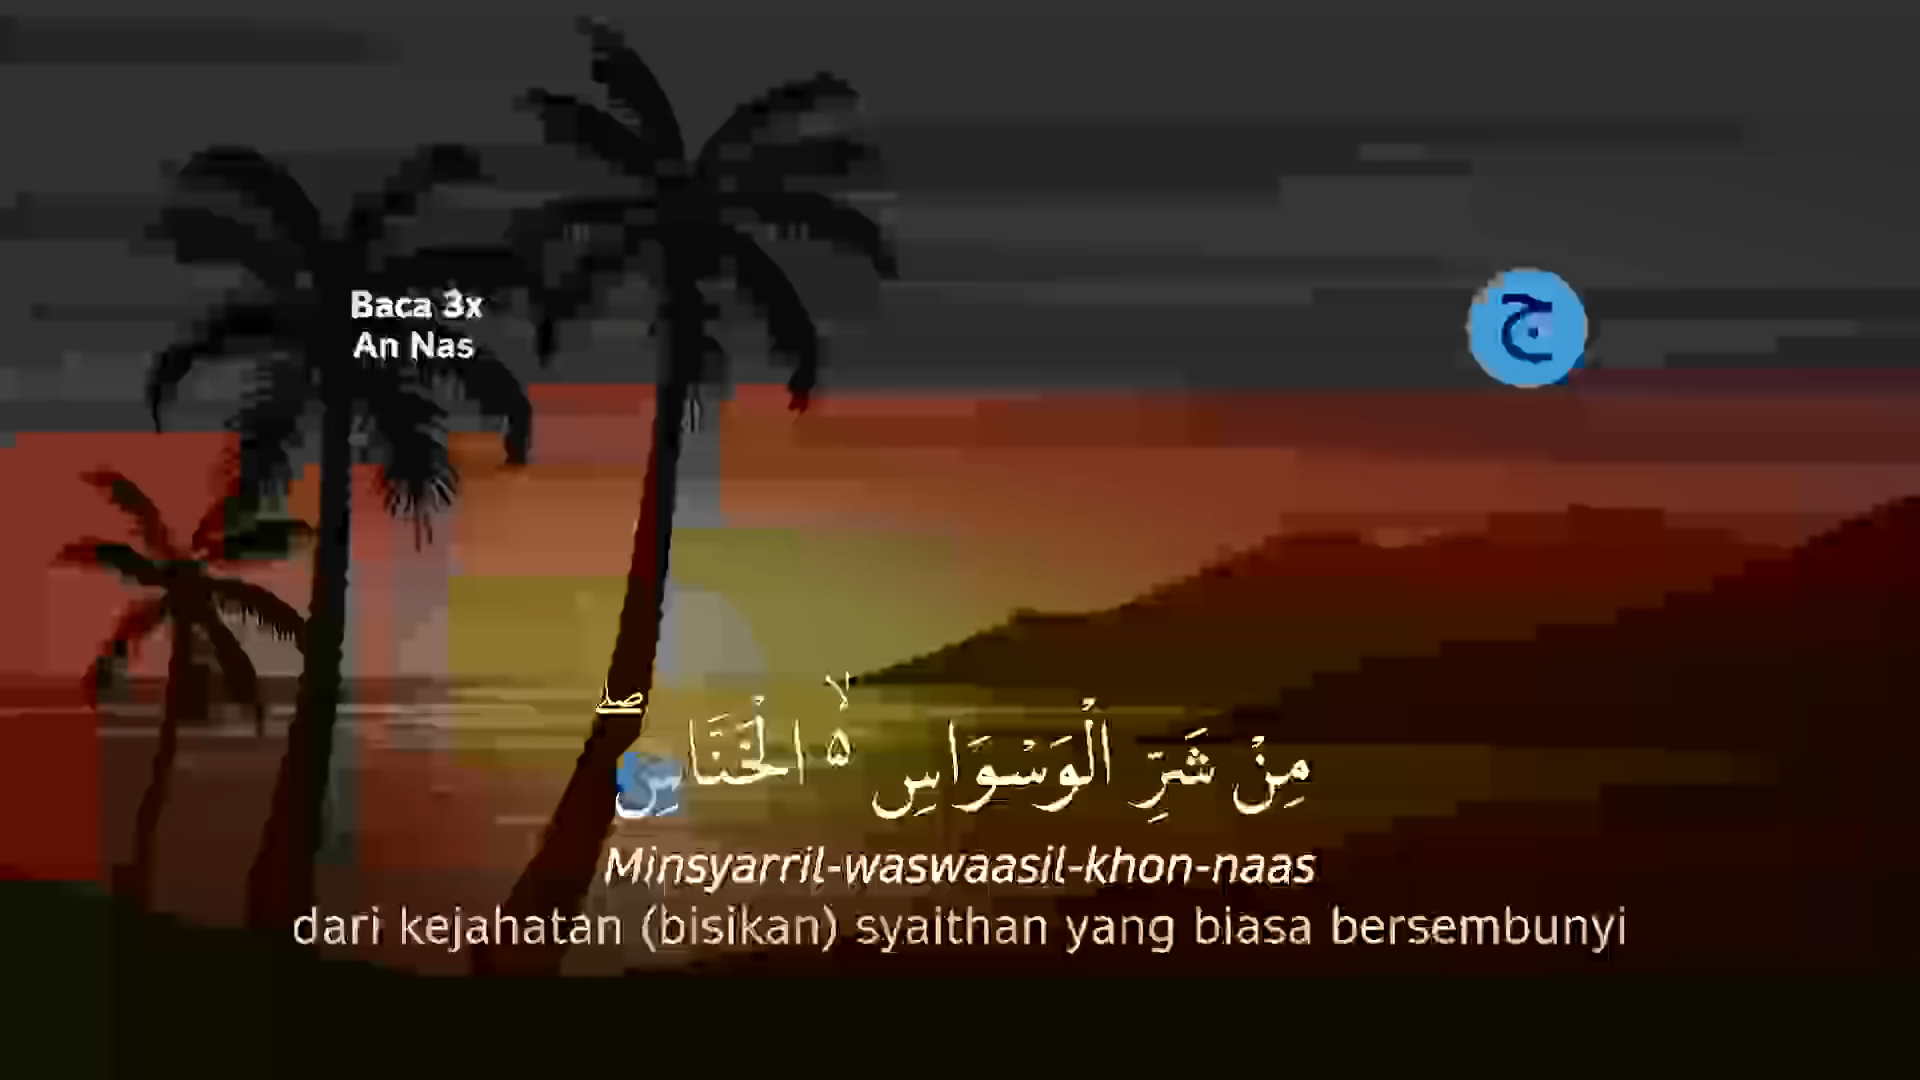 Baca 3x
An Nas
ج
مِنْ شَرِّ الْوَسْوَاسِ ۙ۵ الْخَنَّاسِ ۖ
Minsyarril-waswaasil-khon-naas
dari kejahatan (bisikan) syaithan yang biasa bersembunyi